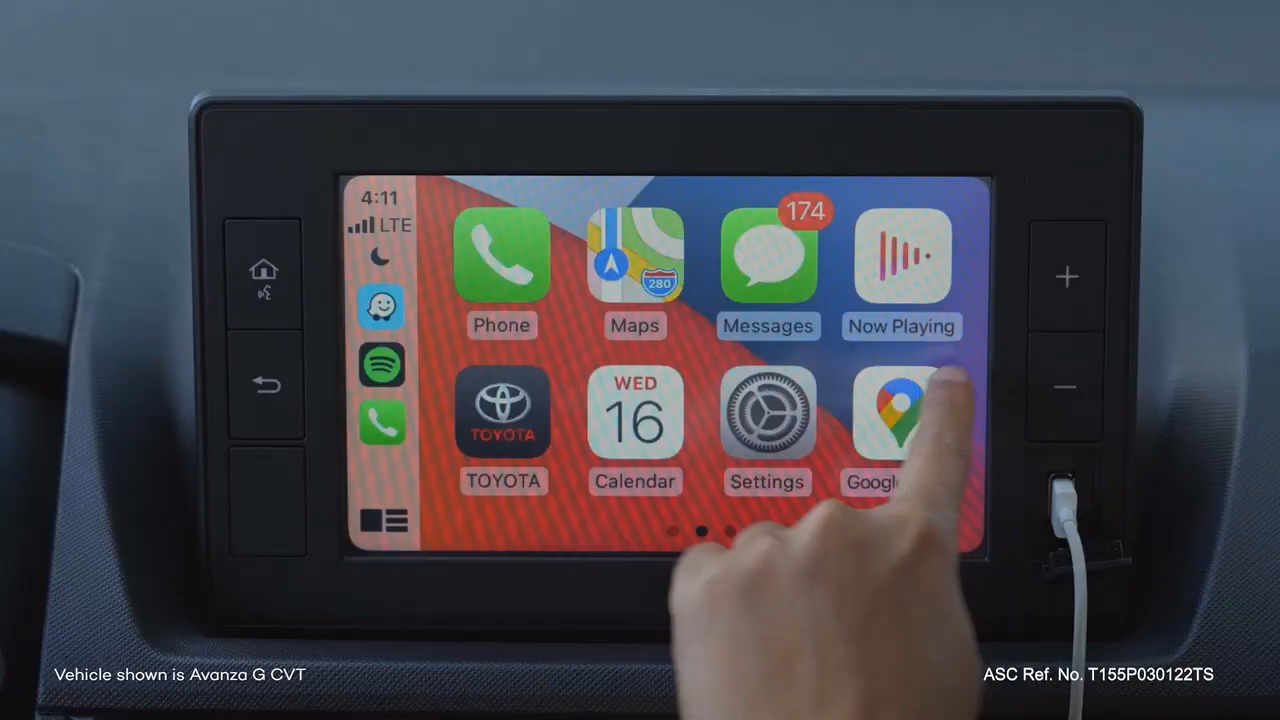 4:11
LTE
174
280
Phone
Maps
Messages
Now Playing
TOYOTA
WED
16
TOYOTA
Calendar
Settings
Googl
Vehicle shown is Avanza G CVT
ASC Ref. No. T155P030122TS